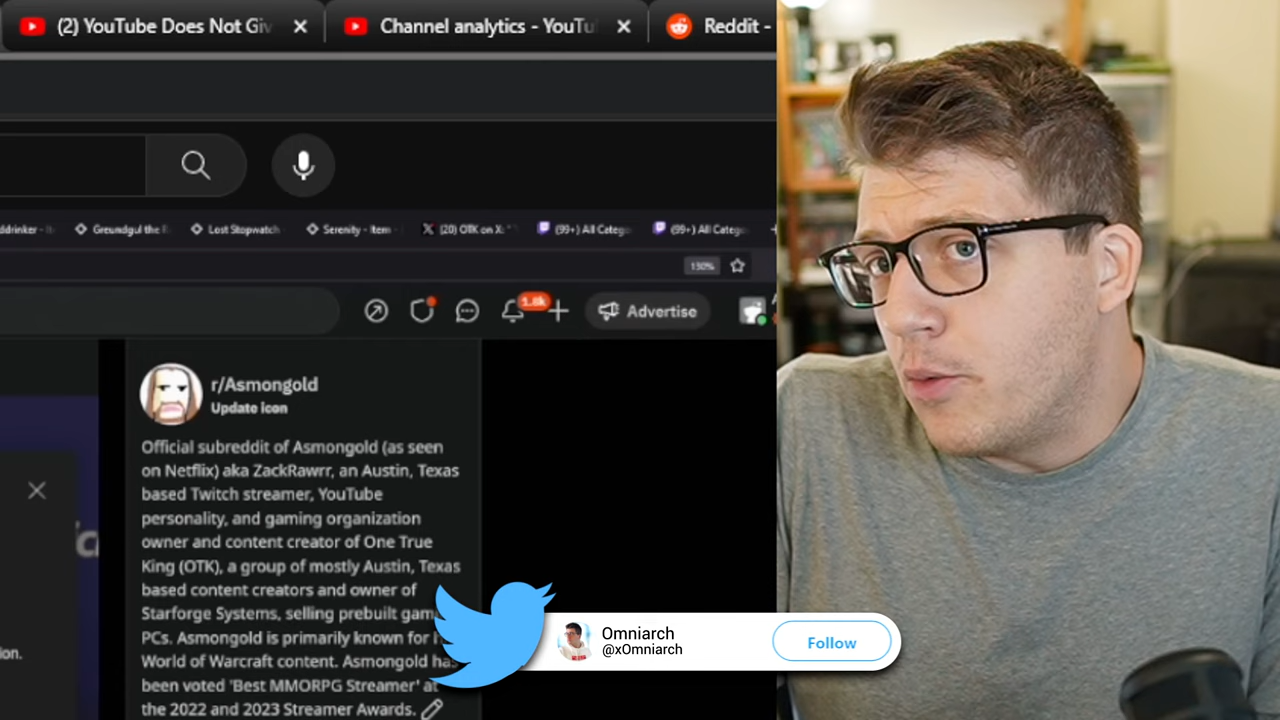 (2) YouTube Does Not Giv
Channel analytics - YouTu
Reddit -
Lost Stopwatch
Serenity - Item -
(20) OTK on X: "
(99+) All Catego
(99+) All Catego
130%
1.8k
Advertise
r/Asmongold
Update icon
Official subreddit of Asmongold (as seen
on Netflix) aka ZackRawrr, an Austin, Texas
based Twitch streamer, YouTube
personality, and gaming organization
owner and content creator of One True
King (OTK), a group of mostly Austin, Texas
based content creators and owner of
Starforge Systems, selling prebuilt gam
PCs. Asmongold is primarily known for
World of Warcraft content. Asmongold has
been voted 'Best MMORPG Streamer' at
the 2022 and 2023 Streamer Awards.
ion.
Omniarch
@xOmniarch
Follow